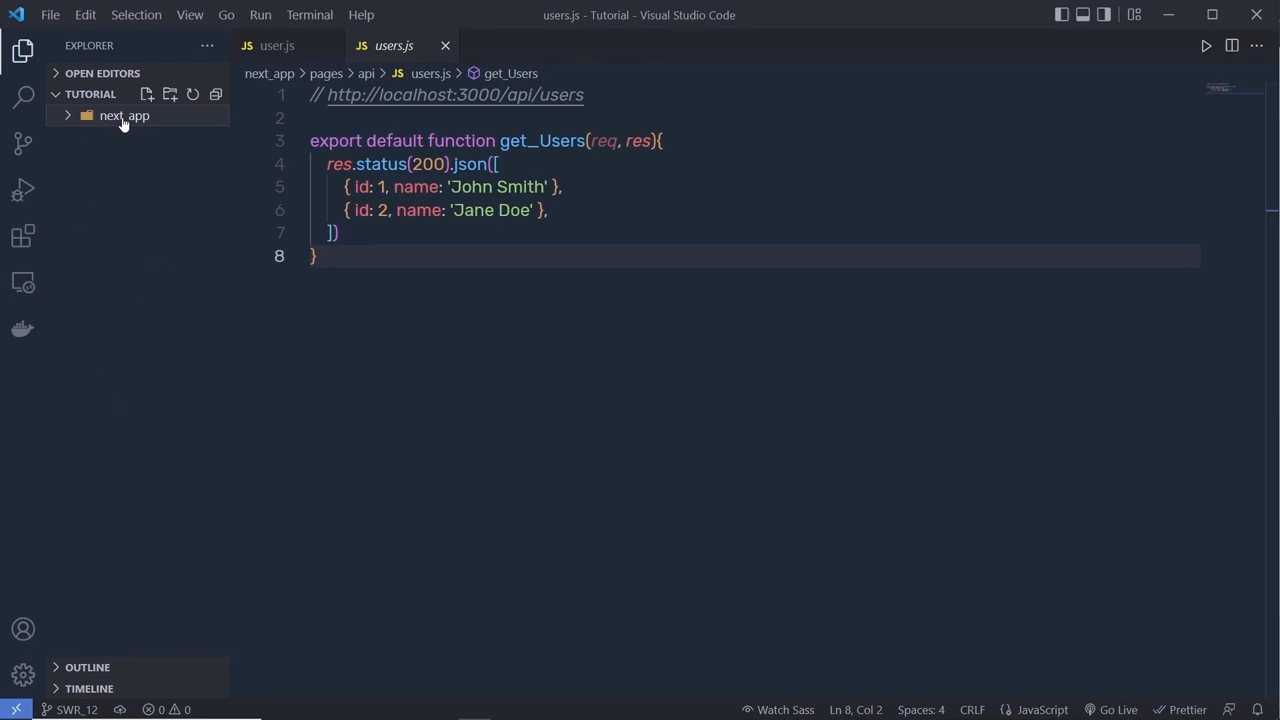 File Edit Selection View Go Run Terminal Help users.js - Tutorial - Visual Studio Code
EXPLORER
JS user.js JS users.js
OPEN EDITORS
next_app > pages > api > JS users.js > get_Users
TUTORIAL
next_app
1 // http://localhost:3000/api/users
2
3 export default function get_Users(req, res){
4 res.status(200).json([
5 { id: 1, name: 'John Smith' },
6 { id: 2, name: 'Jane Doe' },
7 ])
8 }
OUTLINE
TIMELINE
SWR_12 0 0 Watch Sass Ln 8, Col 2 Spaces: 4 CRLF {} JavaScript Go Live Prettier